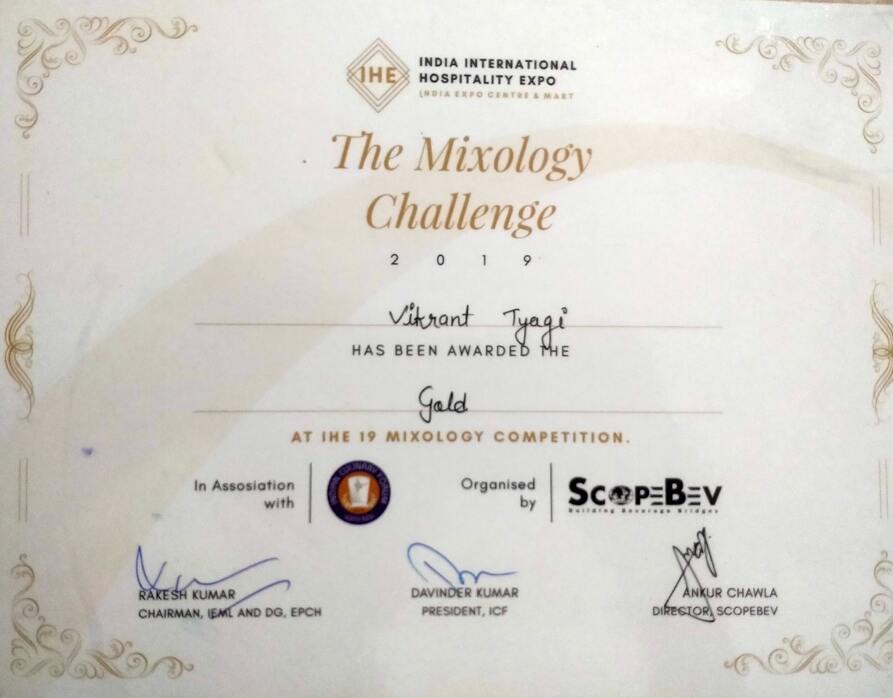 IHE
INDIA INTERNATIONAL
HOSPITALITY EXPO
INDIA EXPO CENTRE & MART
The Mixology
Challenge
2 0 1 9
Vikrant Tyagi
HAS BEEN AWARDED THE
Gold
AT IHE 19 MIXOLOGY COMPETITION.
In Assosiation
with
INDIAN CULINARY FORUM
Organised
by
SCOPEBEV
Building Beverage Bridges
RAKESH KUMAR
CHAIRMAN, IEML AND DG, EPCH
DAVINDER KUMAR
PRESIDENT, ICF
ANKUR CHAWLA
DIRECTOR, SCOPEBEV